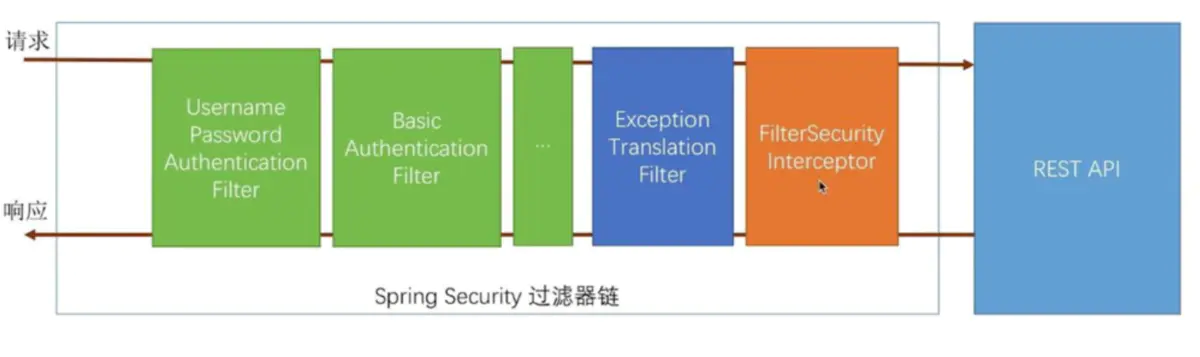 请求
Username
Password
Authentication
Filter
Basic
Authentication
Filter
...
Exception
Translation
Filter
FilterSecurity
Interceptor
REST API
响应
Spring Security 过滤器链